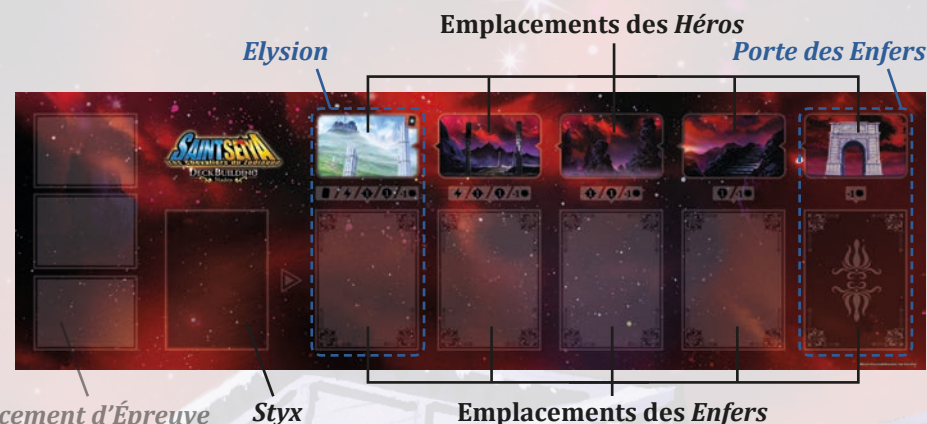 Emplacements des Héros
Elysion
Porte des Enfers
SAINT SEIYA
Les Chevaliers du Zodiaque
DECKBUILDING
cement d'Épreuve
Styx
Emplacements des Enfers